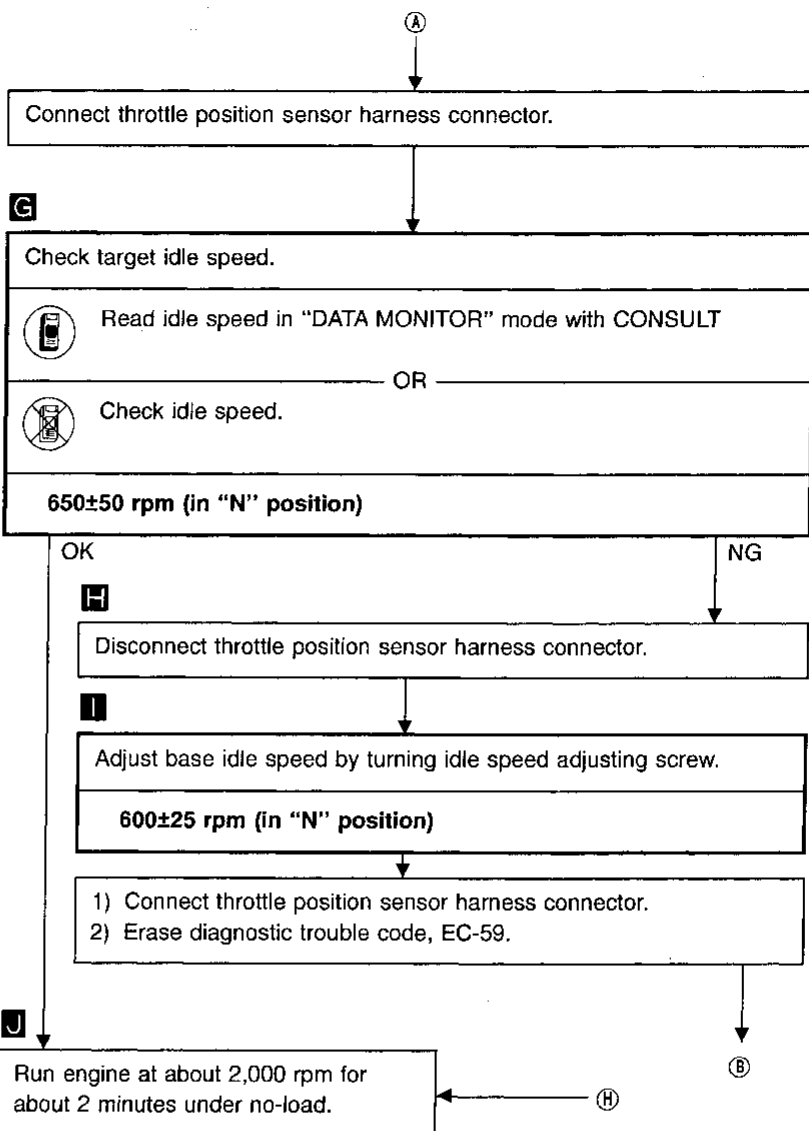 Ⓐ
Connect throttle position sensor harness connector.
G
Check target idle speed.
Read idle speed in “DATA MONITOR” mode with CONSULT
OR
Check idle speed.
650±50 rpm (in “N” position)
OK
NG
H
Disconnect throttle position sensor harness connector.
I
Adjust base idle speed by turning idle speed adjusting screw.
600±25 rpm (in “N” position)
1) Connect throttle position sensor harness connector.
2) Erase diagnostic trouble code, EC-59.
J
Ⓑ
Run engine at about 2,000 rpm for
about 2 minutes under no-load.
Ⓗ